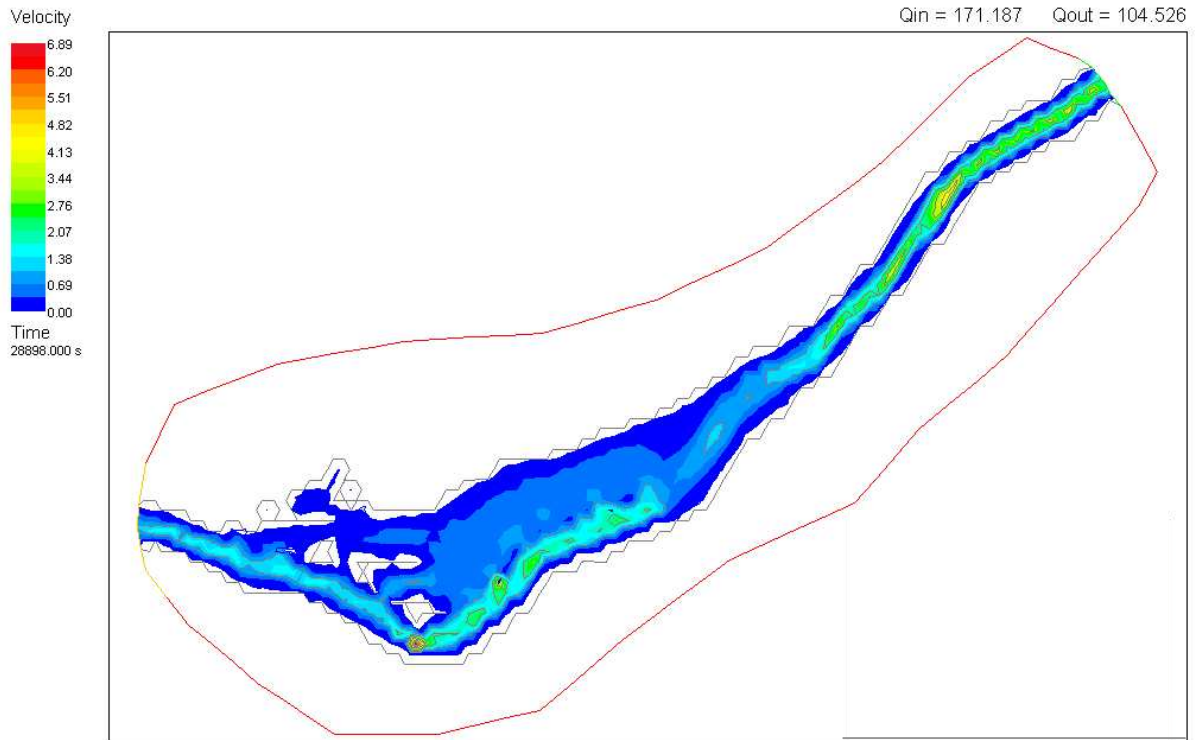 Velocity
Qin = 171.187 Qout = 104.526
6.89
6.20
5.51
4.82
4.13
3.44
2.76
2.07
1.38
0.69
0.00
Time
28898.000 s